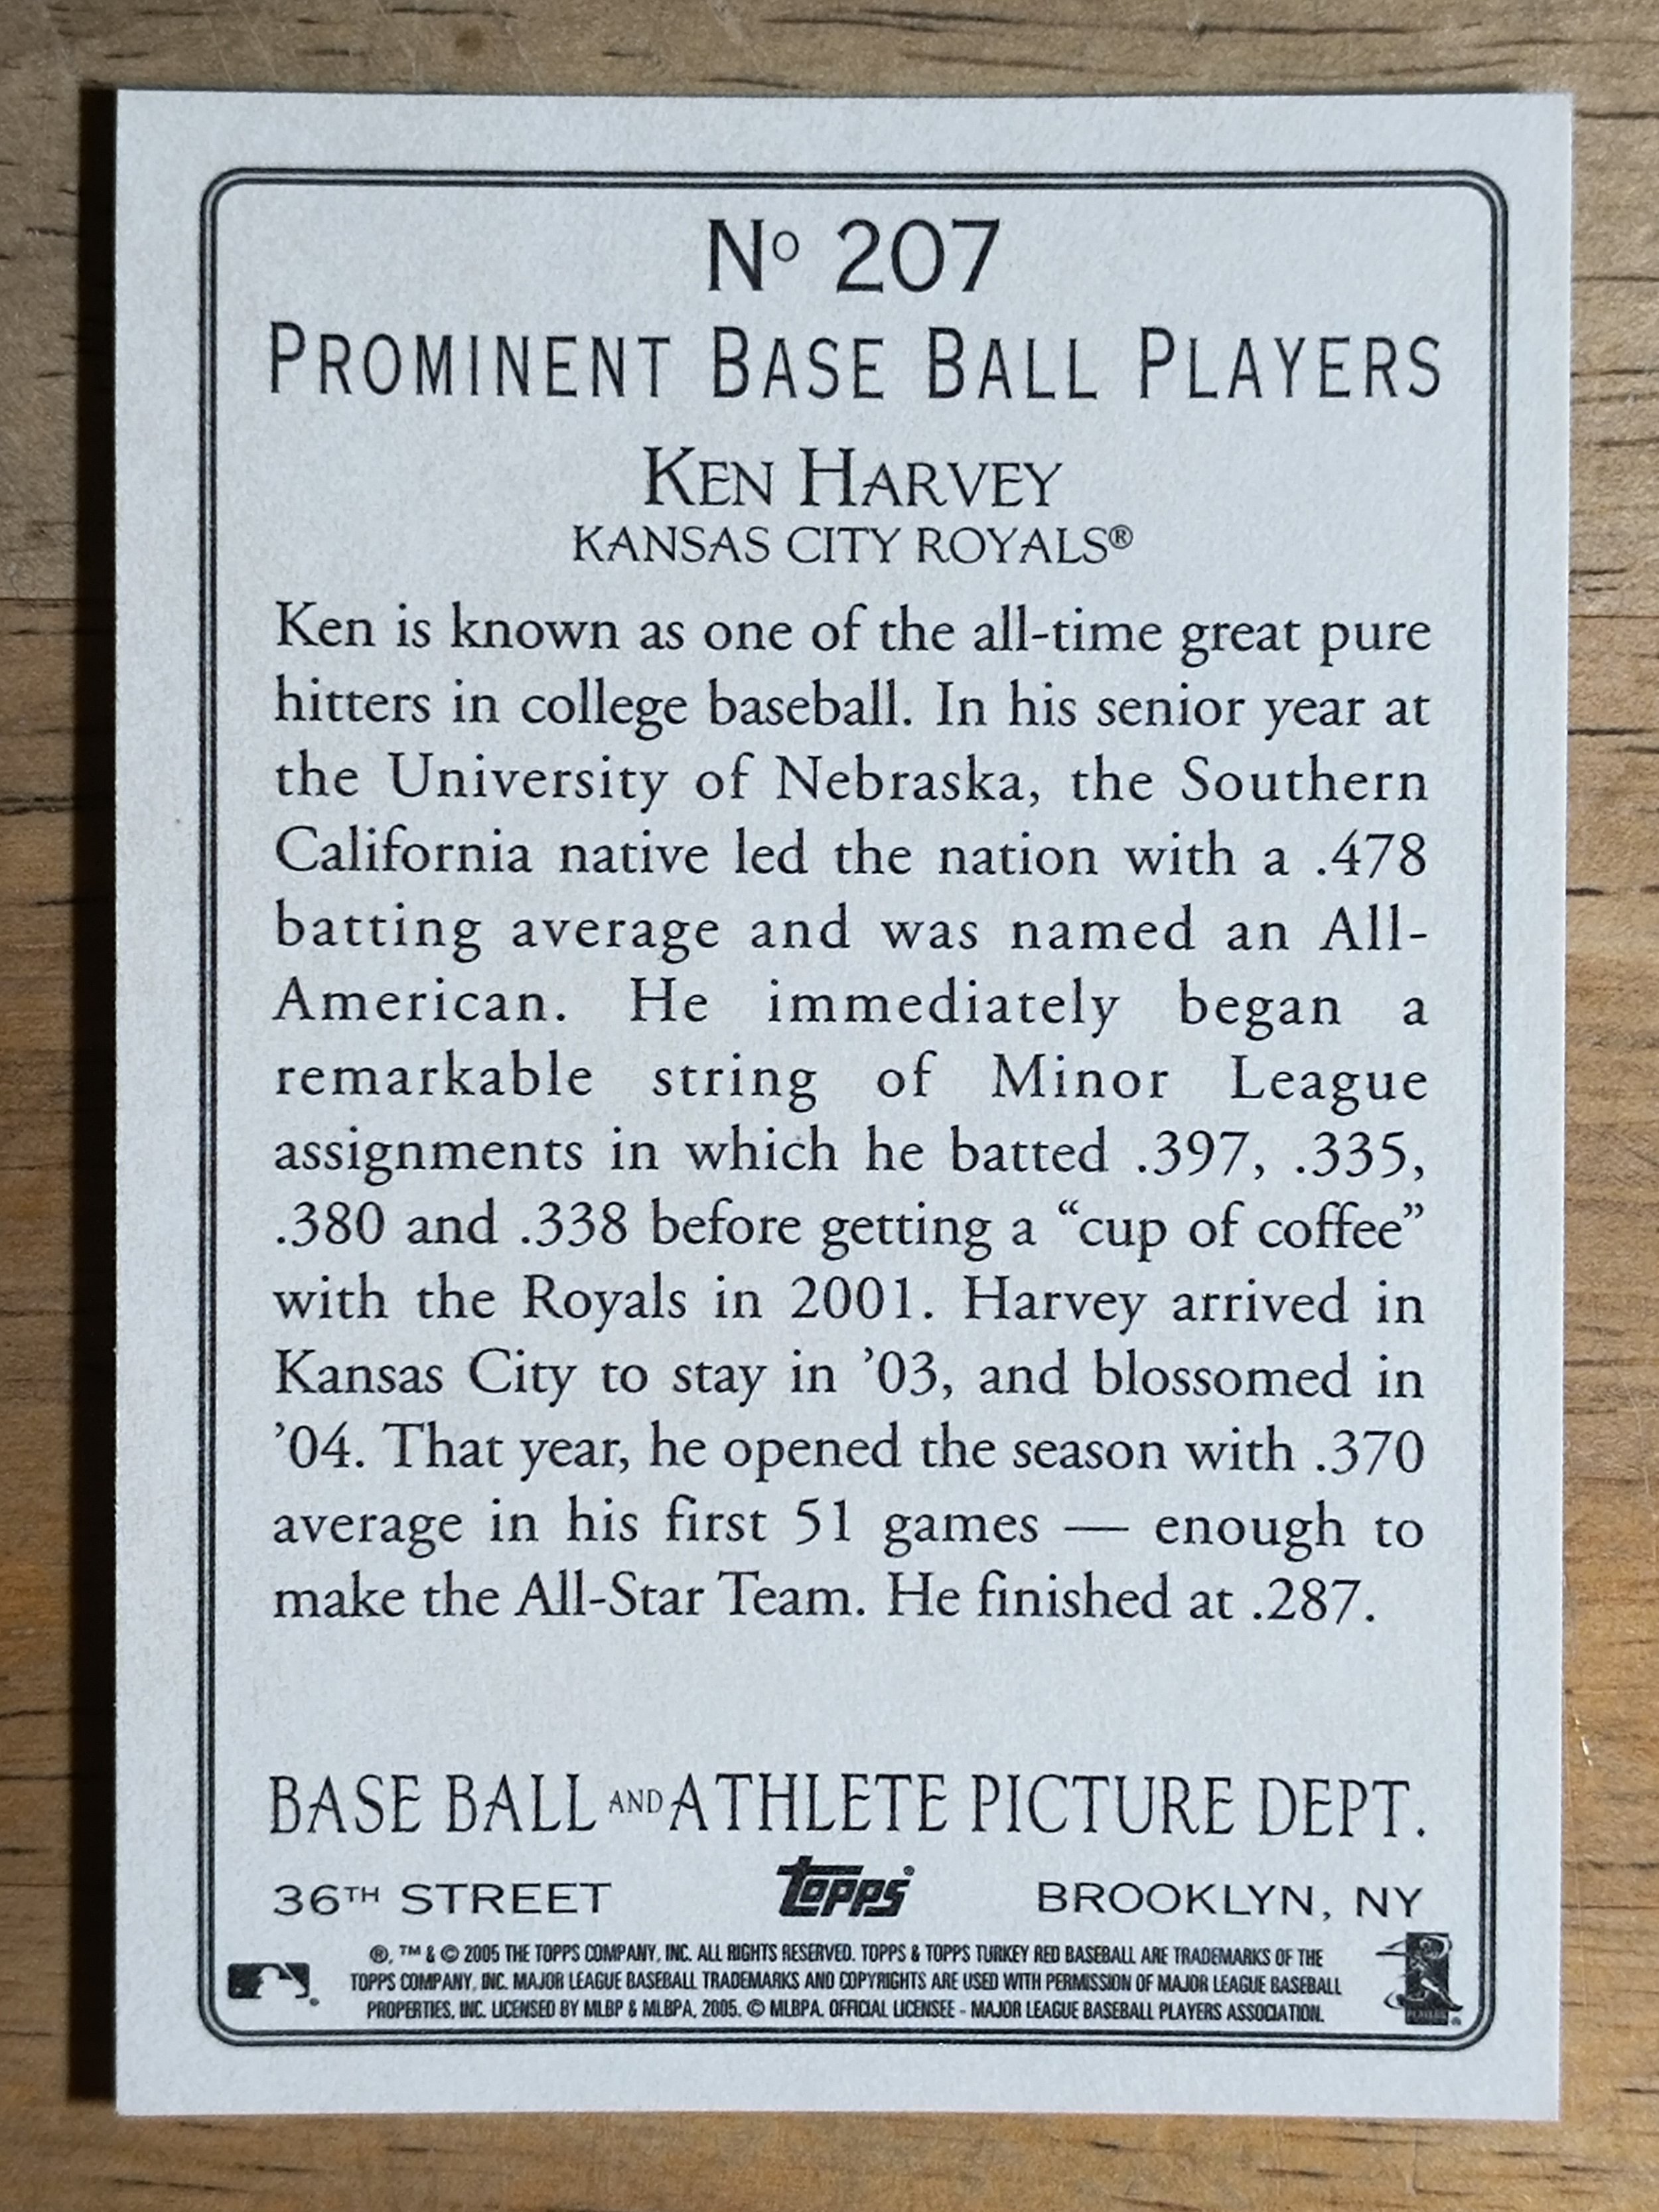 Nº 207
PROMINENT BASE BALL PLAYERS
KEN HARVEY
KANSAS CITY ROYALS®
Ken is known as one of the all-time great pure
hitters in college baseball. In his senior year at
the University of Nebraska, the Southern
California native led the nation with a .478
batting average and was named an All-
American. He immediately began a
remarkable string of Minor League
assignments in which he batted .397, .335,
.380 and .338 before getting a “cup of coffee”
with the Royals in 2001. Harvey arrived in
Kansas City to stay in ’03, and blossomed in
’04. That year, he opened the season with .370
average in his first 51 games — enough to
make the All-Star Team. He finished at .287.
BASE BALL AND ATHLETE PICTURE DEPT.
36TH STREET topps BROOKLYN, NY
®, ™ & © 2005 THE TOPPS COMPANY, INC. ALL RIGHTS RESERVED. TOPPS & TOPPS TURKEY RED BASEBALL ARE TRADEMARKS OF THE
TOPPS COMPANY, INC. MAJOR LEAGUE BASEBALL TRADEMARKS AND COPYRIGHTS ARE USED WITH PERMISSION OF MAJOR LEAGUE BASEBALL
PROPERTIES, INC. LICENSED BY MLBP & MLBPA, 2005. © MLBPA. OFFICIAL LICENSEE - MAJOR LEAGUE BASEBALL PLAYERS ASSOCIATION.